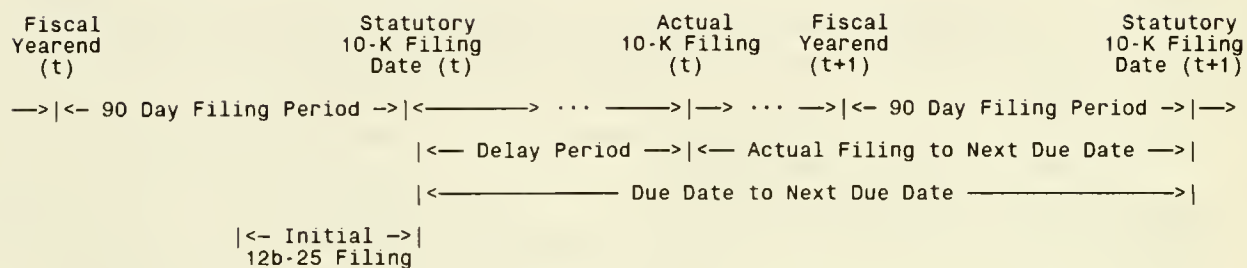 Fiscal Statutory Actual Fiscal Statutory
Yearend 10-K Filing 10-K Filing Yearend 10-K Filing
(t) Date (t) (t) (t+1) Date (t+1)
—>|<- 90 Day Filing Period ->|<————> ··· ———>|—> ··· —>|<- 90 Day Filing Period ->|—>
|<— Delay Period —>|<— Actual Filing to Next Due Date —>|
|<———————— Due Date to Next Due Date ————————>|
|<- Initial ->|
12b-25 Filing